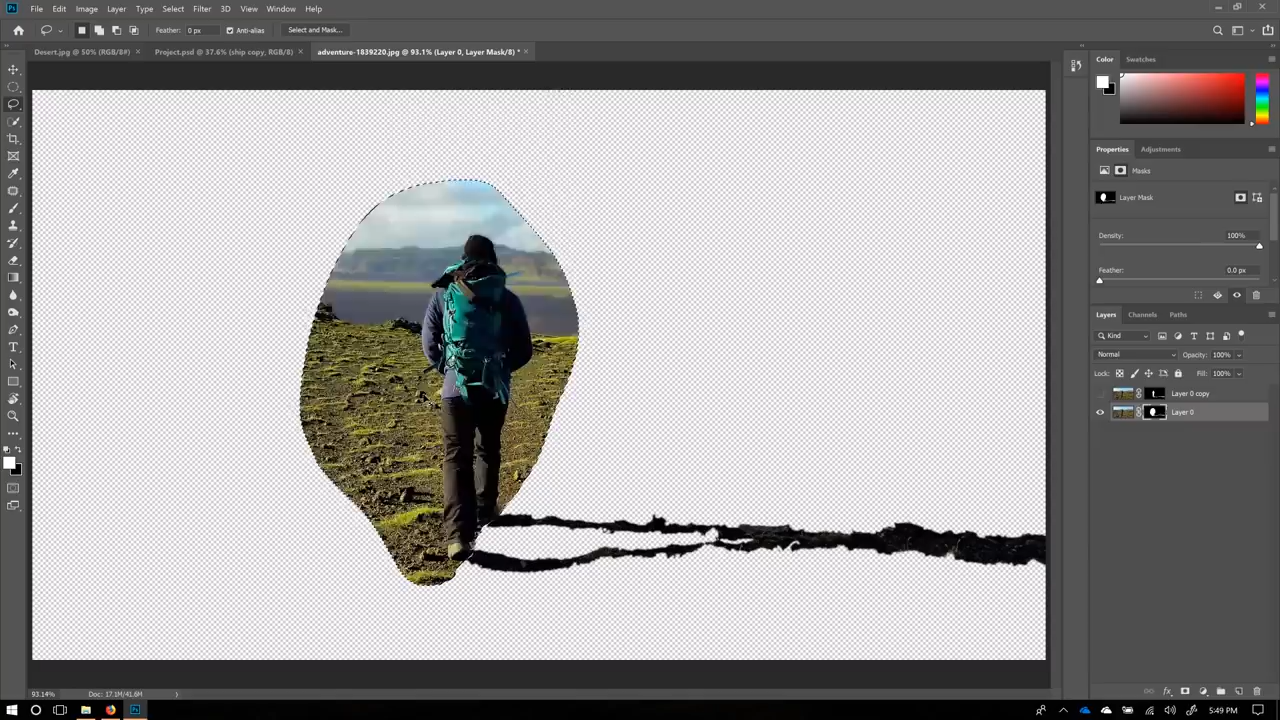 Ps File Edit Image Layer Type Select Filter 3D View Window Help
Feather: 0 px Anti-alias Select and Mask...
Desert.jpg @ 50% (RGB/8#) × Project.psd @ 37.6% (ship copy, RGB/8) × adventure-1839220.jpg @ 93.1% (Layer 0, Layer Mask/8) * ×
Color Swatches
Properties Adjustments
Masks
Layer Mask
Density: 100%
Feather: 0.0 px
Layers Channels Paths
Kind
Normal Opacity: 100%
Lock: Fill: 100%
Layer 0 copy
Layer 0
fx
93.14% Doc: 17.1M/41.6M
Ps 5:49 PM